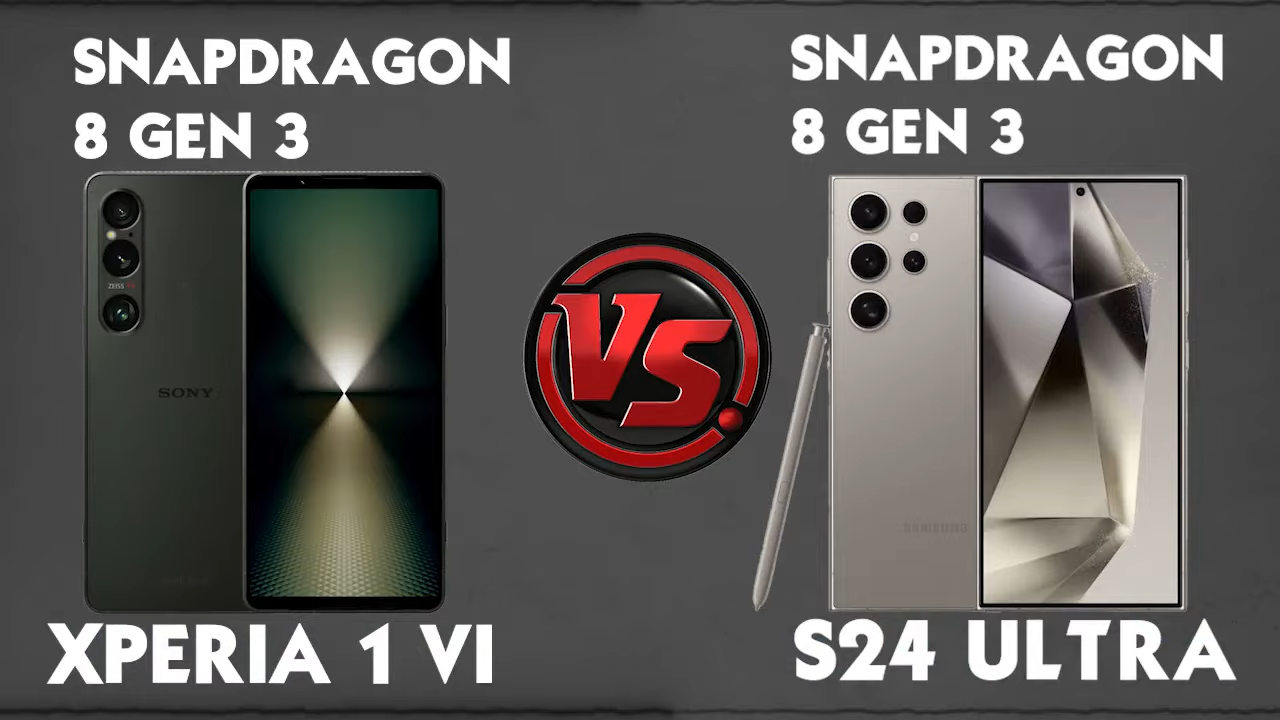 SNAPDRAGON
8 GEN 3
SNAPDRAGON
8 GEN 3
ZEISS
SONY
VS
SAMSUNG
XPERIA 1 VI
S24 ULTRA